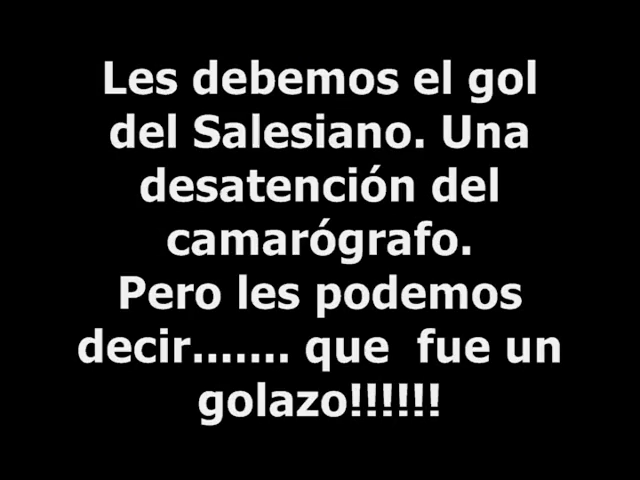 Les debemos el gol
del Salesiano. Una
desatención del
camarógrafo.
Pero les podemos
decir....... que  fue un
golazo!!!!!!